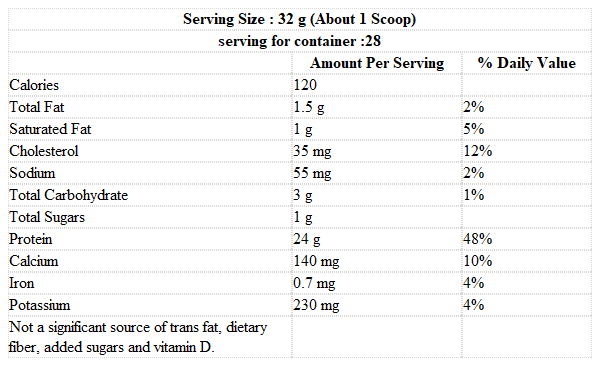 Serving Size : 32 g (About 1 Scoop)
serving for container :28
Amount Per Serving % Daily Value
Calories 120
Total Fat 1.5 g 2%
Saturated Fat 1 g 5%
Cholesterol 35 mg 12%
Sodium 55 mg 2%
Total Carbohydrate 3 g 1%
Total Sugars 1 g
Protein 24 g 48%
Calcium 140 mg 10%
Iron 0.7 mg 4%
Potassium 230 mg 4%
Not a significant source of trans fat, dietary
fiber, added sugars and vitamin D.